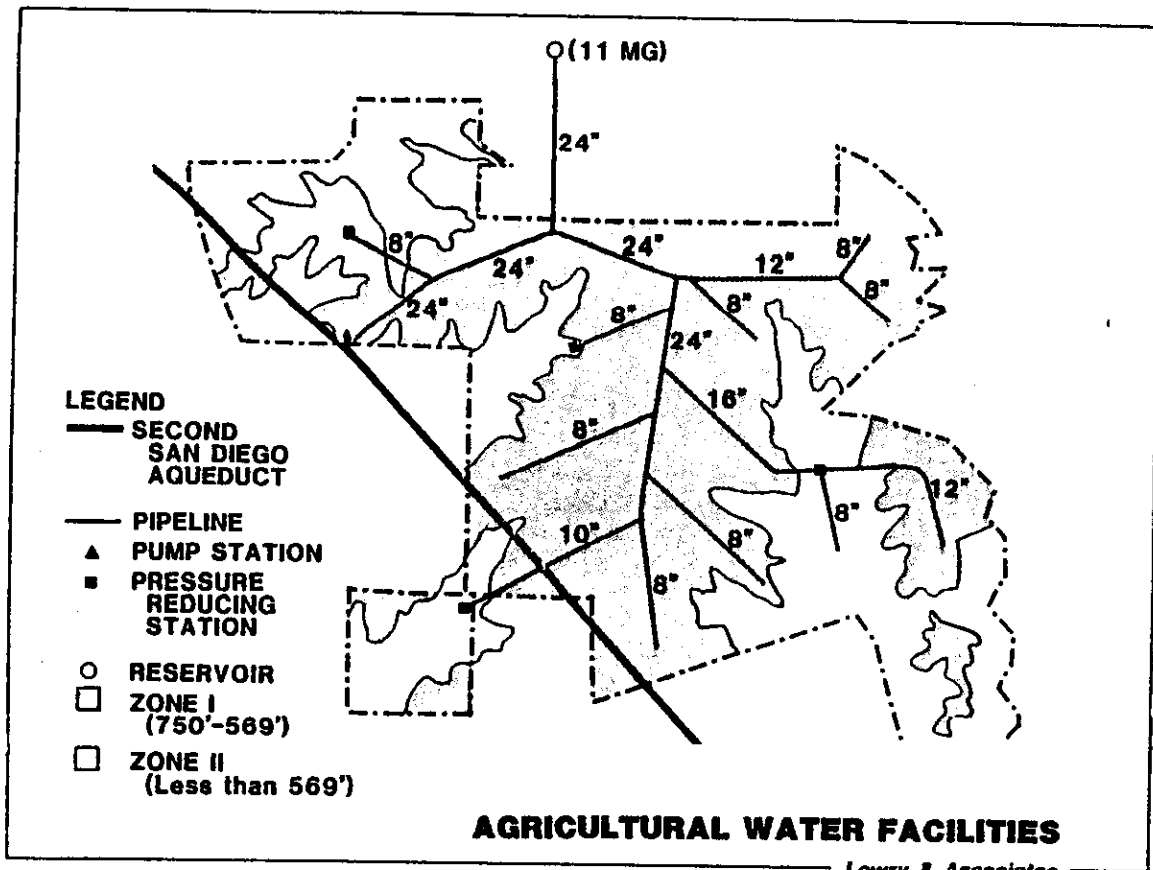 (11 MG)
24"
8"
24"
24"
24"
12"
8"
8"
8"
8"
24"
16"
8"
12"
8"
10"
8"
8"
LEGEND
SECOND
SAN DIEGO
AQUEDUCT
PIPELINE
PUMP STATION
PRESSURE
REDUCING
STATION
RESERVOIR
ZONE I
(750'-569')
ZONE II
(Less than 569')
AGRICULTURAL WATER FACILITIES
Lowry & Associates